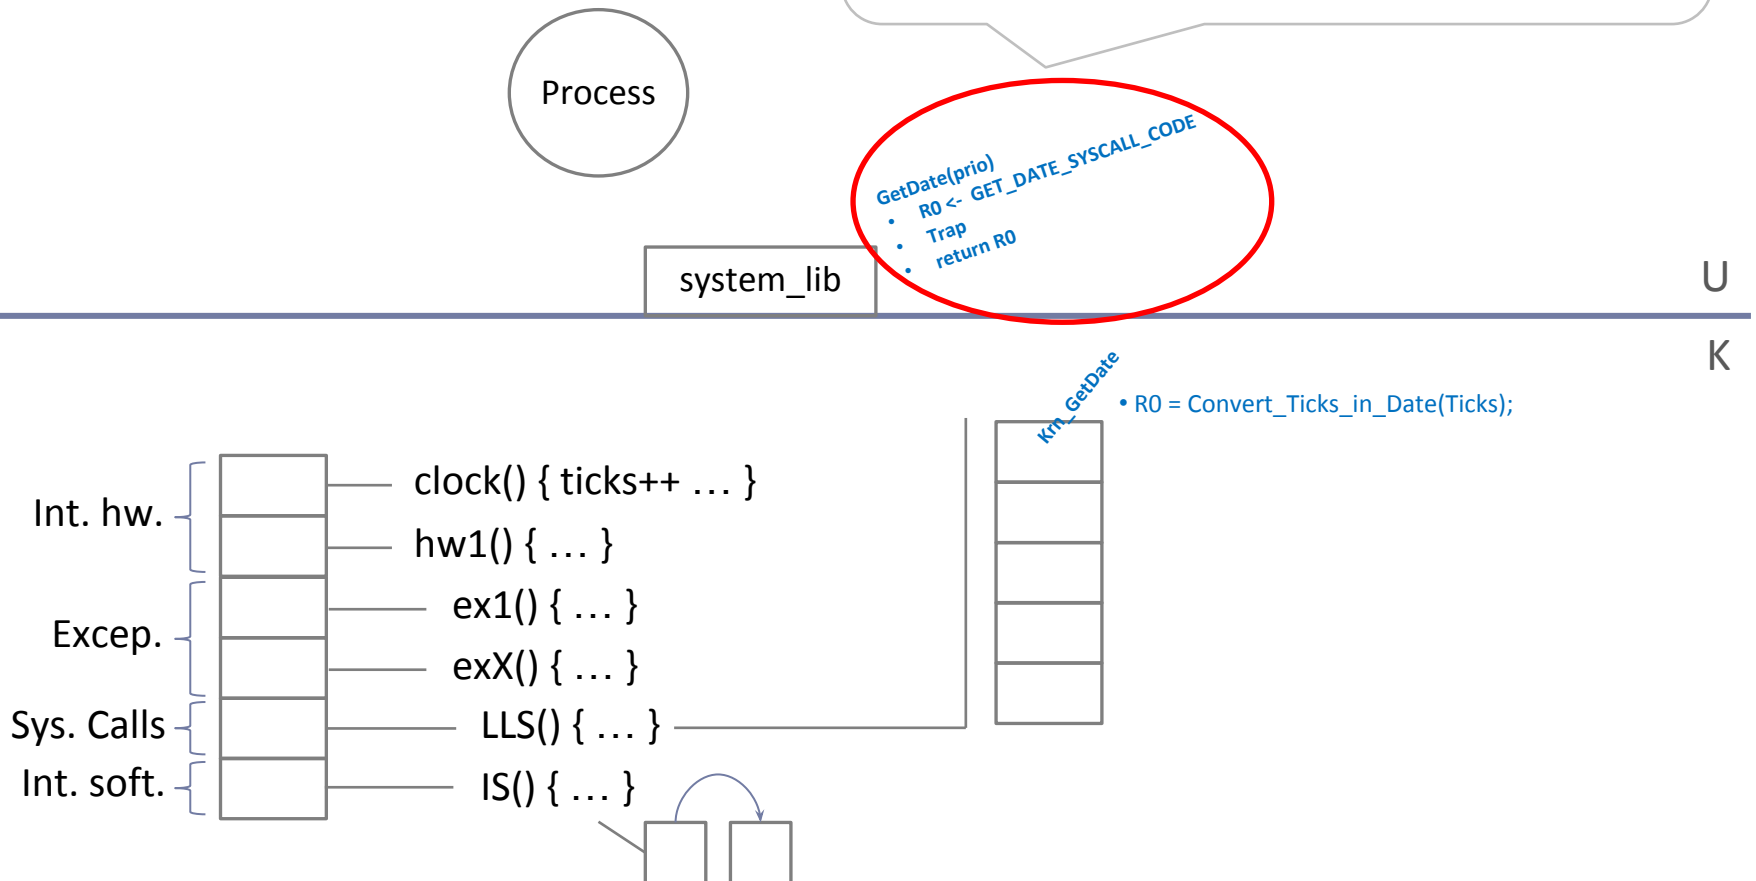 Process
GetDate(prio)
• R0 <- GET_DATE_SYSCALL_CODE
• Trap
• return R0
system_lib
U
K
Krn_GetDate
• R0 = Convert_Ticks_in_Date(Ticks);
Int. hw.
clock() { ticks++ … }
hw1() { … }
Excep.
ex1() { … }
exX() { … }
Sys. Calls
LLS() { … }
Int. soft.
IS() { … }